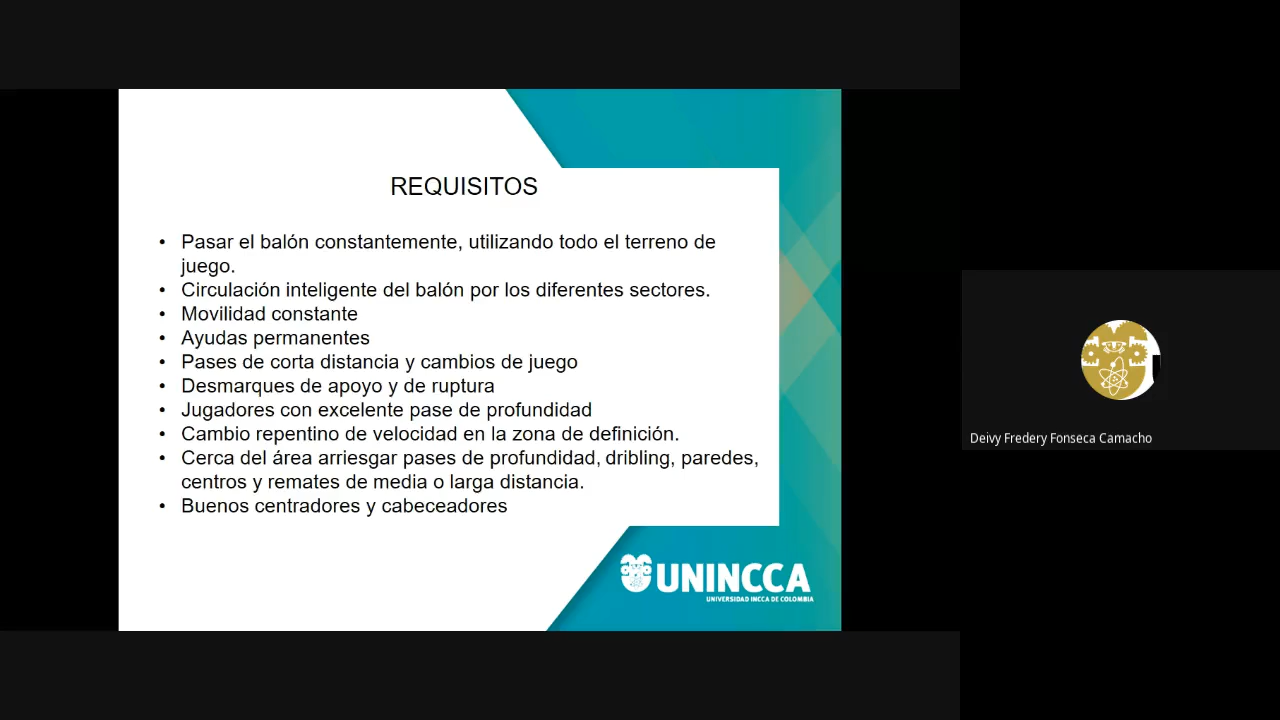 REQUISITOS
• Pasar el balón constantemente, utilizando todo el terreno de
juego.
• Circulación inteligente del balón por los diferentes sectores.
• Movilidad constante
• Ayudas permanentes
• Pases de corta distancia y cambios de juego
• Desmarques de apoyo y de ruptura
• Jugadores con excelente pase de profundidad
• Cambio repentino de velocidad en la zona de definición.
• Cerca del área arriesgar pases de profundidad, dribling, paredes,
centros y remates de media o larga distancia.
• Buenos centradores y cabeceadores
UNINCCA
UNIVERSIDAD INCCA DE COLOMBIA
Deivy Fredery Fonseca Camacho